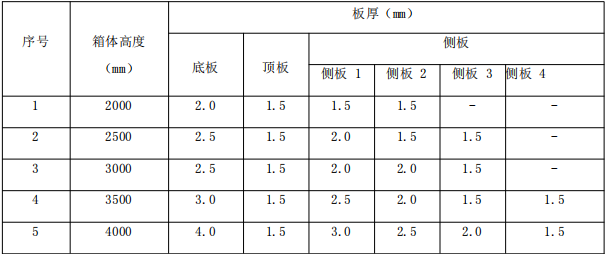 序号 箱体高度（mm） 板厚（mm）
底板 顶板 侧板
侧板 1 侧板 2 侧板 3 侧板 4
1 2000 2.0 1.5 1.5 1.5 - -
2 2500 2.5 1.5 2.0 1.5 1.5 -
3 3000 2.5 1.5 2.0 2.0 1.5 -
4 3500 3.0 1.5 2.5 2.0 1.5 1.5
5 4000 4.0 1.5 3.0 2.5 2.0 1.5